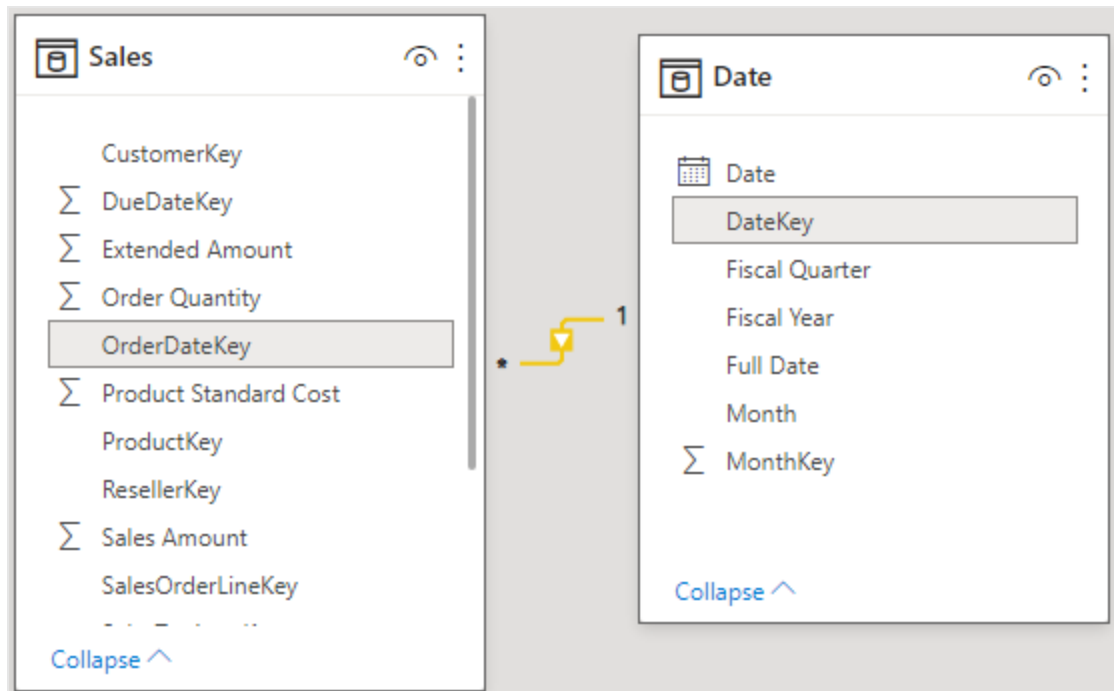 Sales
CustomerKey
DueDateKey
Extended Amount
Order Quantity
OrderDateKey
Product Standard Cost
ProductKey
ResellerKey
Sales Amount
SalesOrderLineKey
Collapse
*
1
Date
Date
DateKey
Fiscal Quarter
Fiscal Year
Full Date
Month
MonthKey
Collapse